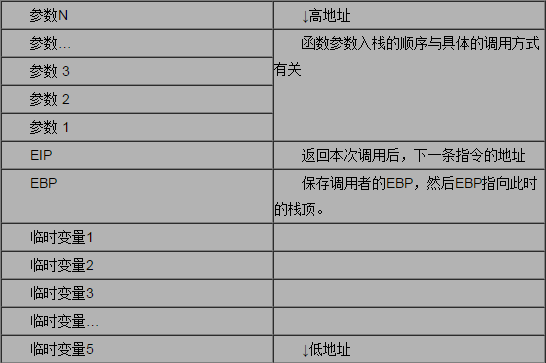 参数N
↓高地址
参数…
函数参数入栈的顺序与具体的调用方式
有关
参数 3
参数 2
参数 1
EIP
返回本次调用后，下一条指令的地址
EBP
保存调用者的EBP，然后EBP指向此时
的栈顶。
临时变量1
临时变量2
临时变量3
临时变量…
临时变量5
↓低地址